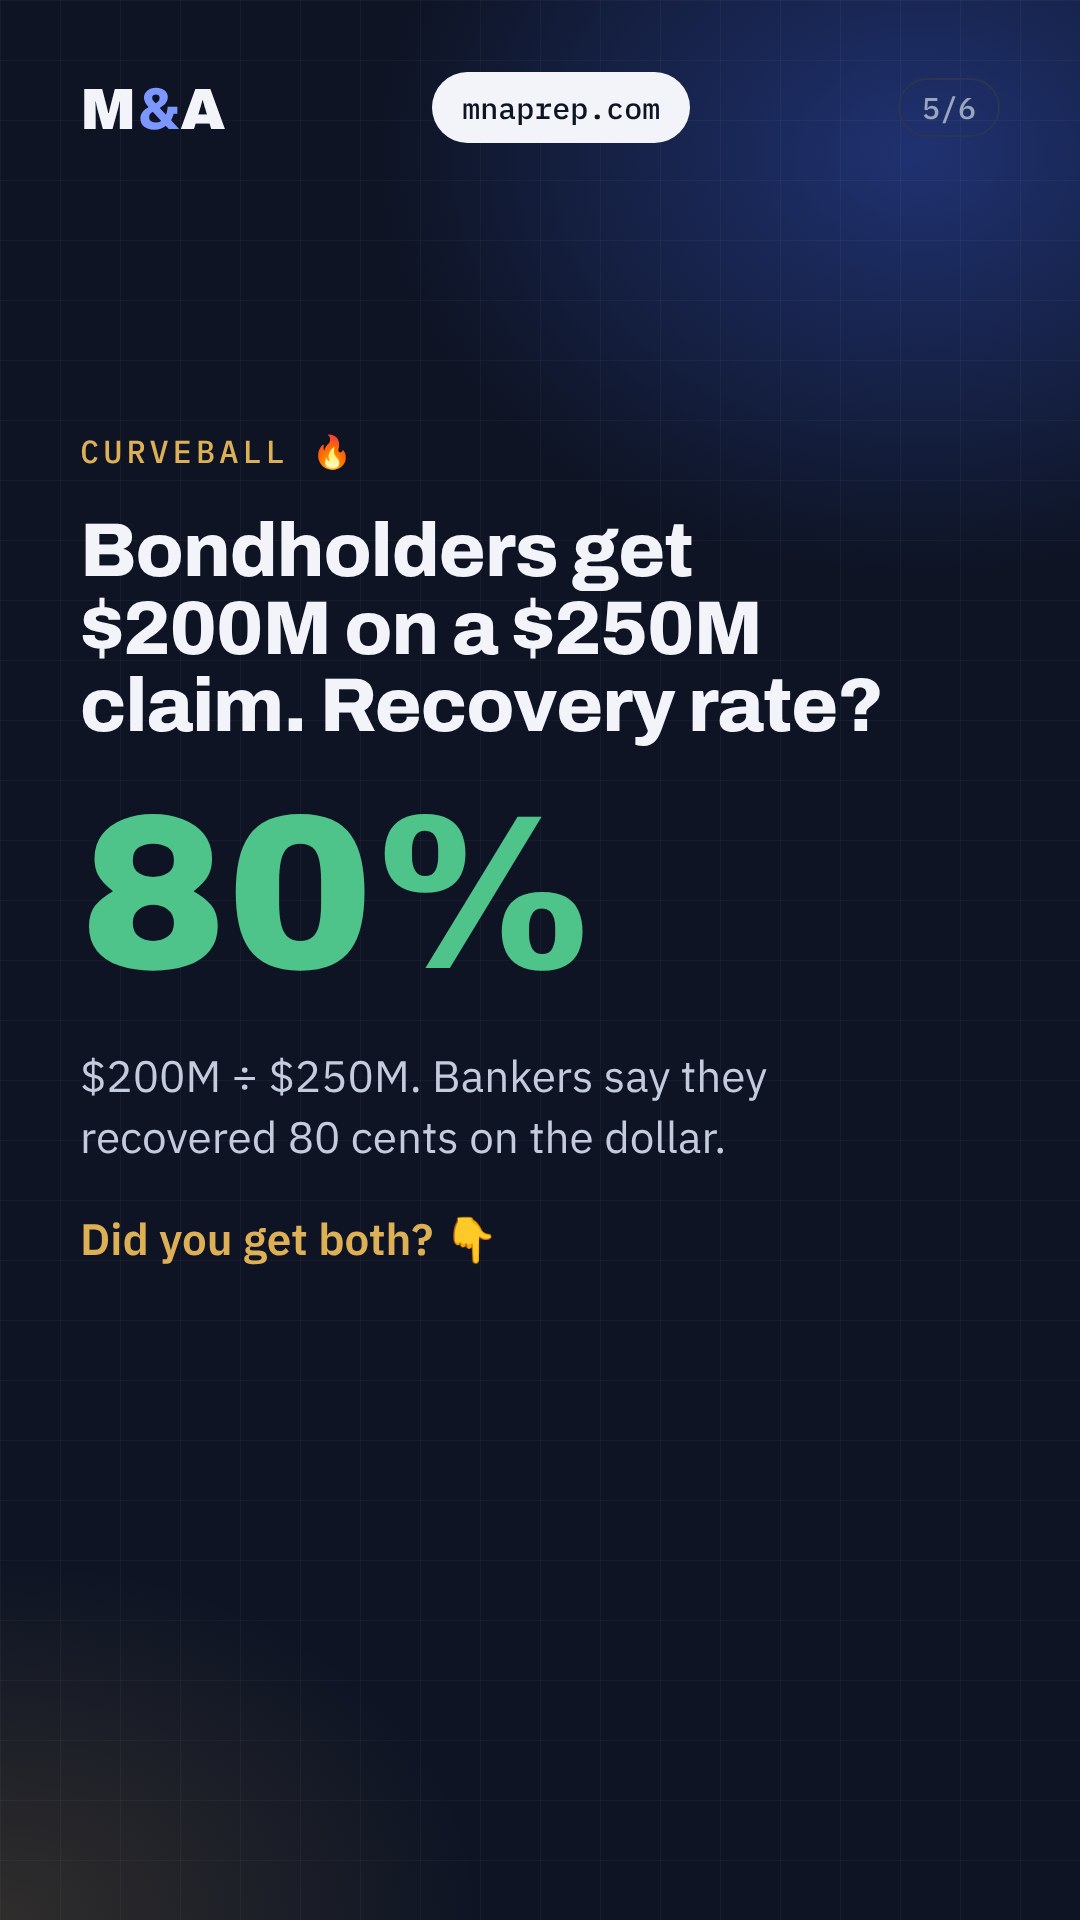 M&A
mnaprep.com
5/6
CURVEBALL 🔥
Bondholders get
$200M on a $250M
claim. Recovery rate?
80%
$200M ÷ $250M. Bankers say they
recovered 80 cents on the dollar.
Did you get both? 👇